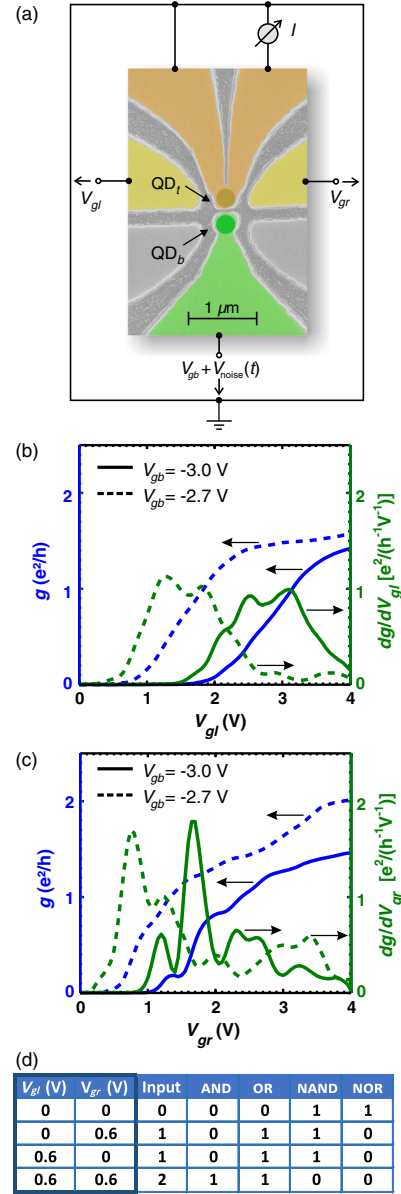 (a)
I
V_gl
QD_t
V_gr
QD_b
1 µm
V_gb + V_noise(t)
(b)
V_gb = -3.0 V
V_gb = -2.7 V
g (e²/h)
2
1
0
dg/dV_gl [e²/(h⁻¹V⁻¹)]
2
1
0
0 1 2 3 4
V_gl (V)
(c)
V_gb = -3.0 V
V_gb = -2.7 V
g (e²/h)
2
1
0
dg/dV_gr [e²/(h⁻¹V⁻¹)]
2
1
0
0 1 2 3 4
V_gr (V)
(d)
V_gl (V) V_gr (V) Input AND OR NAND NOR
0 0 0 0 0 1 1
0 0.6 1 0 1 1 0
0.6 0 1 0 1 1 0
0.6 0.6 2 1 1 0 0